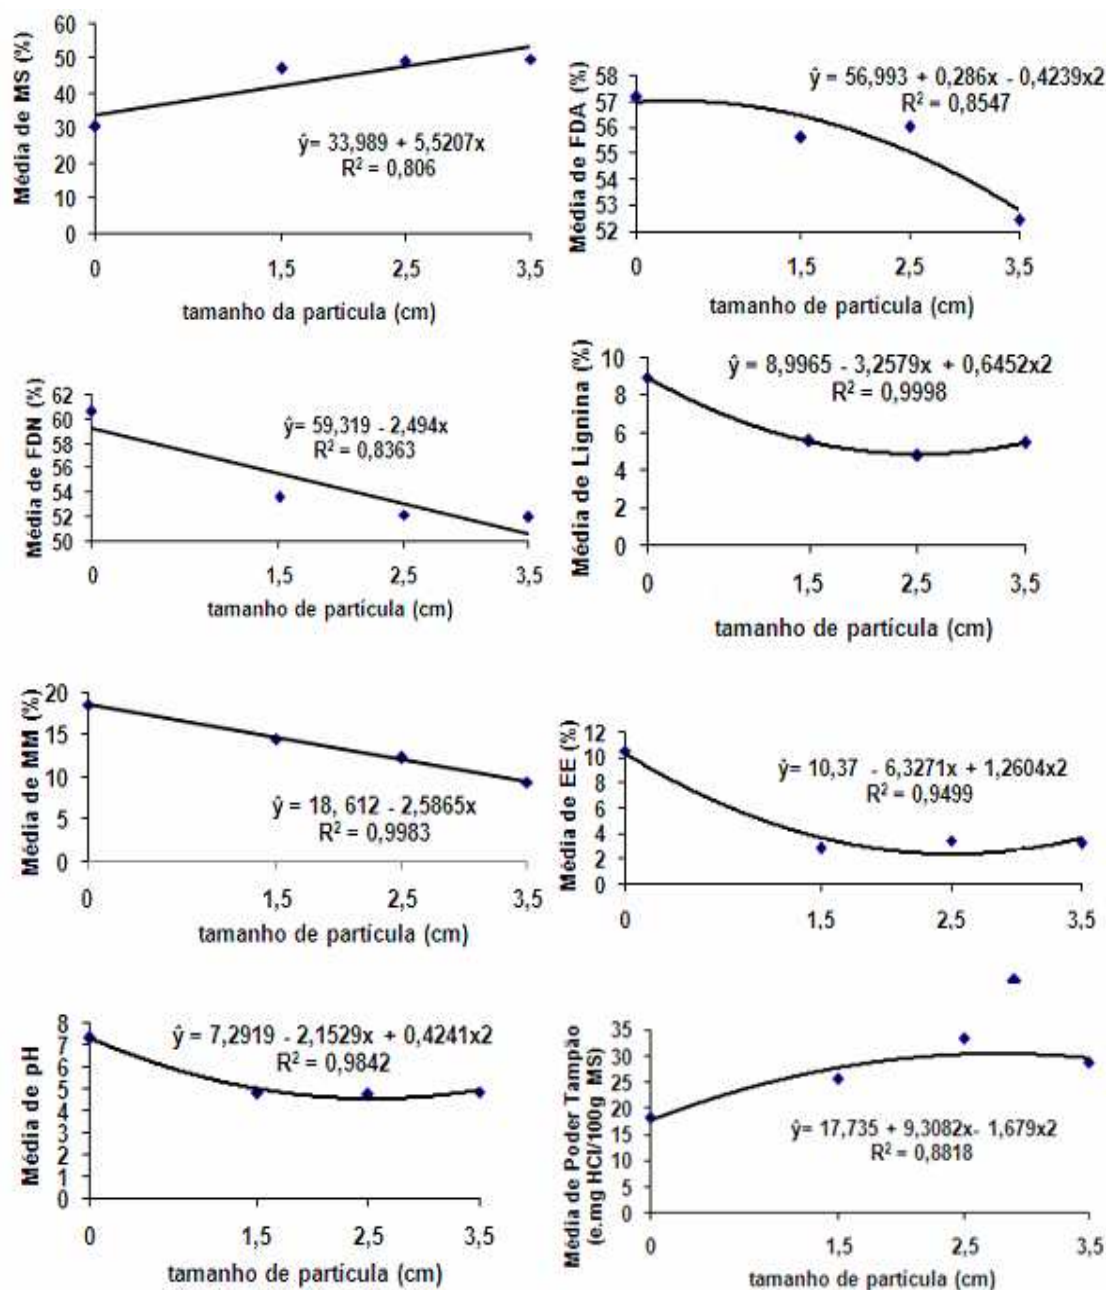 Média de MS (%)
60
50
40
30
20
10
0
ŷ = 33,989 + 5,5207x
R² = 0,806
0 1,5 2,5 3,5
tamanho da partícula (cm)
Média de FDA (%)
58
57
56
55
53
52
ŷ = 56,993 + 0,286x - 0,4239x2
R² = 0,8547
0 1,5 2,5 3,5
tamanho de partícula (cm)
Média de FDN (%)
62
60
58
56
54
52
50
ŷ= 59,319 - 2,494x
R² = 0,8363
0 1,5 2,5 3,5
tamanho de partícula (cm)
Média de Lignina (%)
10
8
6
4
2
0
ŷ = 8,9965 - 3,2579x + 0,6452x2
R² = 0,9998
0 1,5 2,5 3,5
tamanho de partícula (cm)
Média de MM (%)
20
15
10
5
0
ŷ = 18, 612 - 2,5865x
R² = 0,9983
0 1,5 2,5 3,5
tamanho de partícula (cm)
Média de EE (%)
12
10
8
6
4
2
0
ŷ= 10,37 - 6,3271x + 1,2604x2
R² = 0,9499
0 1,5 2,5 3,5
tamanho de partícula (cm)
Média de pH
8
7
6
5
4
3
2
1
0
ŷ = 7,2919 - 2,1529x + 0,4241x2
R² = 0,9842
0 1,5 2,5 3,5
tamanho de partícula (cm)
Média de Poder Tampão
(e.mg HCl/100g MS)
35
30
25
20
15
10
5
0
ŷ= 17,735 + 9,3082x- 1,679x2
R² = 0,8818
0 1,5 2,5 3,5
tamanho de partícula (cm)